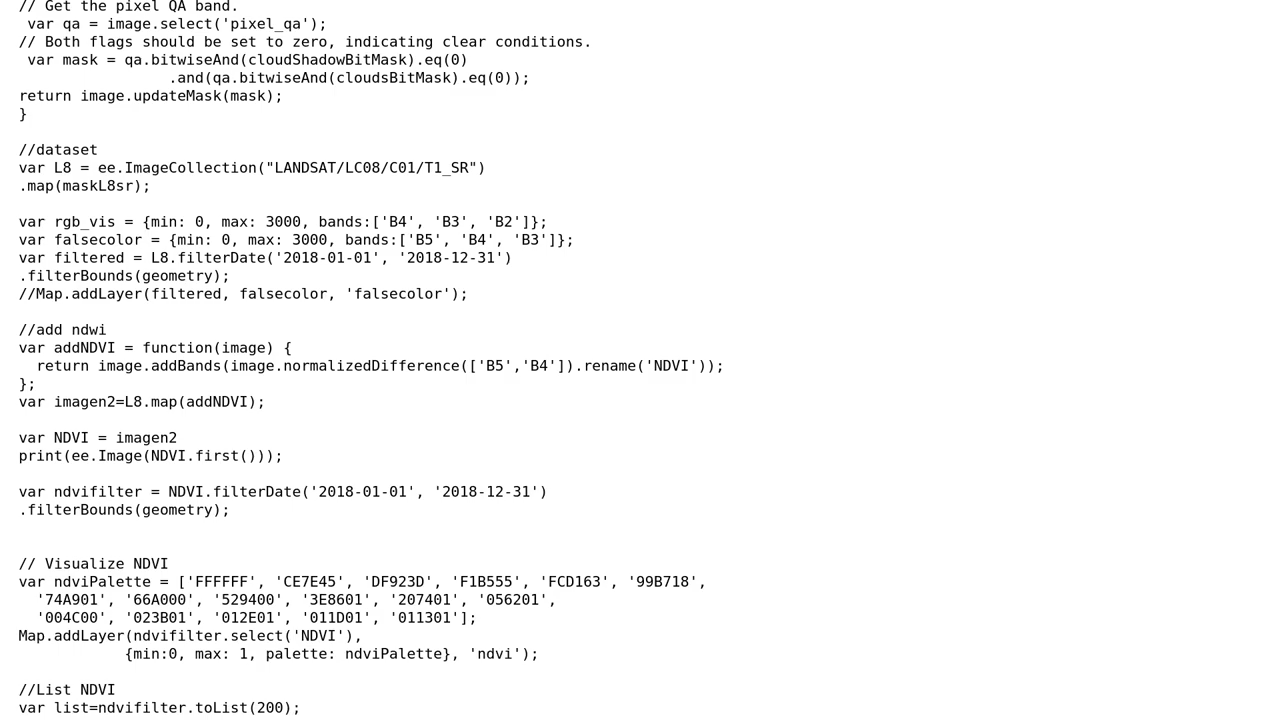 // Get the pixel QA band.
var qa = image.select('pixel_qa');
// Both flags should be set to zero, indicating clear conditions.
var mask = qa.bitwiseAnd(cloudShadowBitMask).eq(0)
.and(qa.bitwiseAnd(cloudsBitMask).eq(0));
return image.updateMask(mask);
}
//dataset
var L8 = ee.ImageCollection("LANDSAT/LC08/C01/T1_SR")
.map(maskL8sr);
var rgb_vis = {min: 0, max: 3000, bands:['B4', 'B3', 'B2']};
var falsecolor = {min: 0, max: 3000, bands:['B5', 'B4', 'B3']};
var filtered = L8.filterDate('2018-01-01', '2018-12-31')
.filterBounds(geometry);
//Map.addLayer(filtered, falsecolor, 'falsecolor');
//add ndwi
var addNDVI = function(image) {
return image.addBands(image.normalizedDifference(['B5','B4']).rename('NDVI'));
};
var imagen2=L8.map(addNDVI);
var NDVI = imagen2
print(ee.Image(NDVI.first()));
var ndvifilter = NDVI.filterDate('2018-01-01', '2018-12-31')
.filterBounds(geometry);
// Visualize NDVI
var ndviPalette = ['FFFFFF', 'CE7E45', 'DF923D', 'F1B555', 'FCD163', '99B718',
'74A901', '66A000', '529400', '3E8601', '207401', '056201',
'004C00', '023B01', '012E01', '011D01', '011301'];
Map.addLayer(ndvifilter.select('NDVI'),
{min:0, max: 1, palette: ndviPalette}, 'ndvi');
//List NDVI
var list=ndvifilter.toList(200);